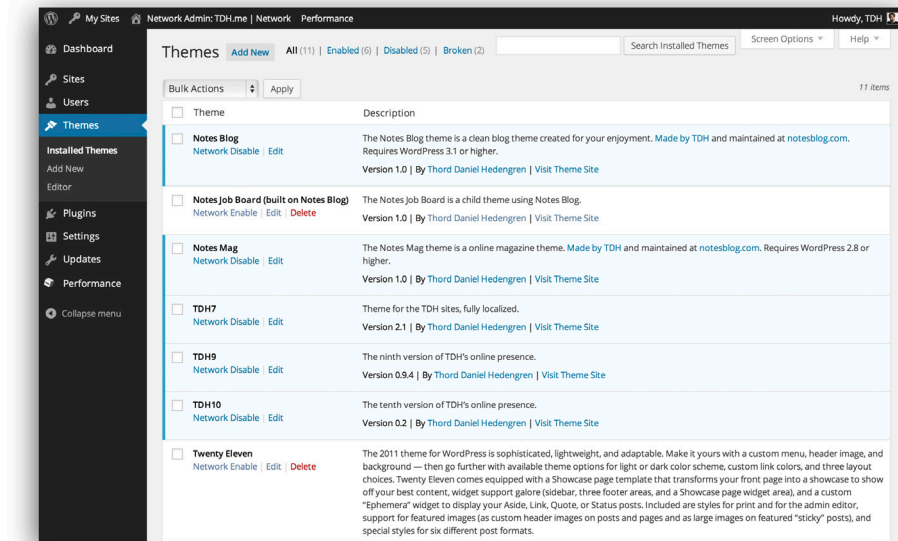 My Sites Network Admin: TDH.me | Network Performance Howdy, TDH
Dashboard
Sites
Users
Themes
Installed Themes
Add New
Editor
Plugins
Settings
Updates
Performance
Collapse menu
Screen Options Help
Themes Add New All (11) | Enabled (6) | Disabled (5) | Broken (2) Search Installed Themes
Bulk Actions Apply 11 items
Theme Description
Notes Blog
Network Disable | Edit
The Notes Blog theme is a clean blog theme created for your enjoyment. Made by TDH and maintained at notesblog.com.
Requires WordPress 3.1 or higher.
Version 1.0 | By Thord Daniel Hedengren | Visit Theme Site
Notes Job Board (built on Notes Blog)
Network Enable | Edit | Delete
The Notes Job Board is a child theme using Notes Blog.
Version 1.0 | By Thord Daniel Hedengren | Visit Theme Site
Notes Mag
Network Disable | Edit
The Notes Mag theme is a online magazine theme. Made by TDH and maintained at notesblog.com. Requires WordPress 2.8 or
higher.
Version 1.0 | By Thord Daniel Hedengren | Visit Theme Site
TDH7
Network Disable | Edit
Theme for the TDH sites, fully localized.
Version 2.1 | By Thord Daniel Hedengren | Visit Theme Site
TDH9
Network Disable | Edit
The ninth version of TDH's online presence.
Version 0.9.4 | By Thord Daniel Hedengren | Visit Theme Site
TDH10
Network Disable | Edit
The tenth version of TDH's online presence.
Version 0.2 | By Thord Daniel Hedengren | Visit Theme Site
Twenty Eleven
Network Enable | Edit | Delete
The 2011 theme for WordPress is sophisticated, lightweight, and adaptable. Make it yours with a custom menu, header image, and
background — then go further with available theme options for light or dark color scheme, custom link colors, and three layout
choices. Twenty Eleven comes equipped with a Showcase page template that transforms your front page into a showcase to show
off your best content, widget support galore (sidebar, three footer areas, and a Showcase page widget area), and a custom
"Ephemera" widget to display your Aside, Link, Quote, or Status posts. Included are styles for print and for the admin editor,
support for featured images (as custom header images on posts and pages and as large images on featured "sticky" posts), and
special styles for six different post formats.